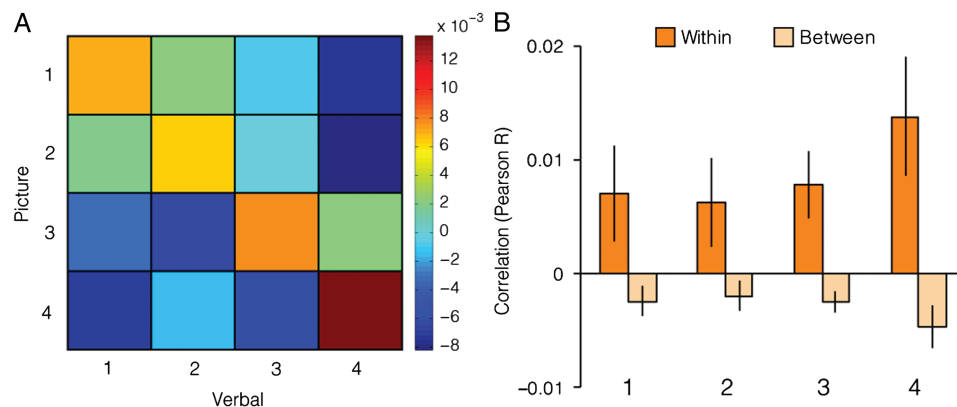 A
x 10⁻³
Picture
1
2
3
4
1 2 3 4
Verbal
12
10
8
6
4
2
0
−2
−4
−6
−8
B
Within Between
Correlation (Pearson R)
0.02
0.01
0
−0.01
1 2 3 4